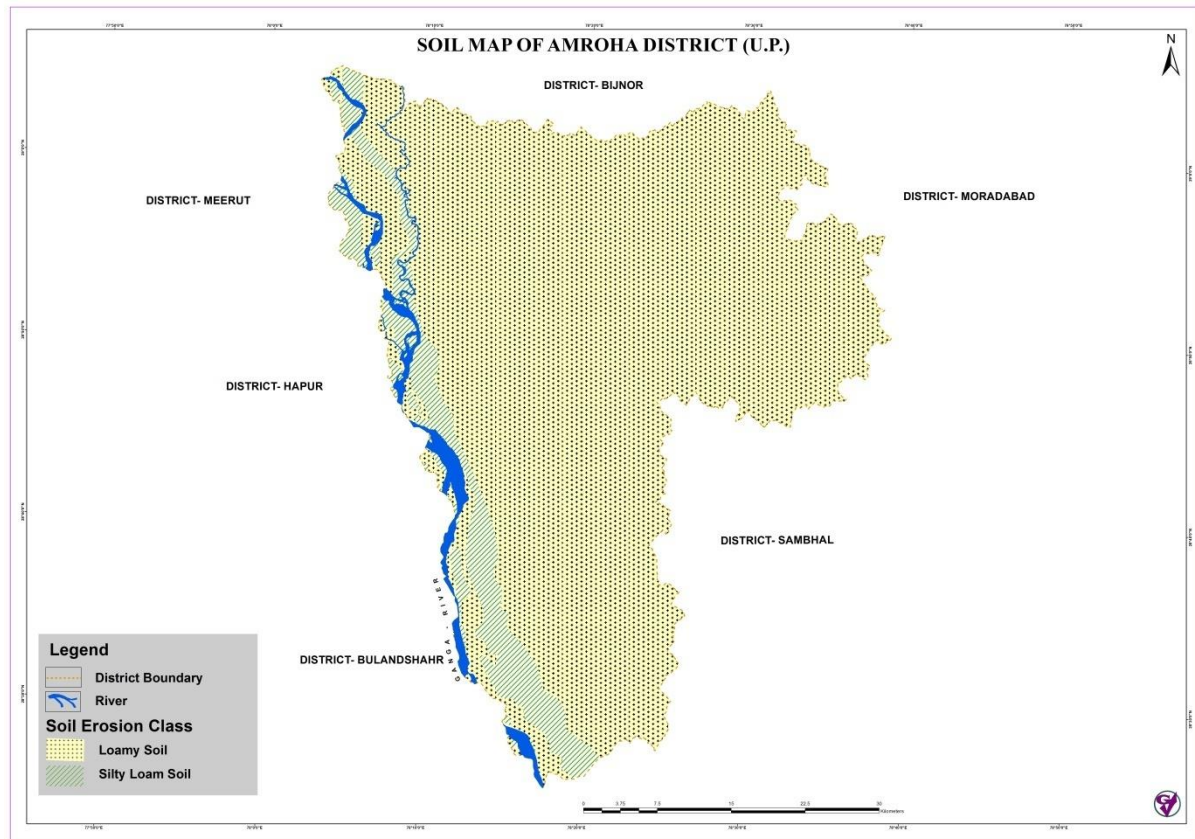 SOIL MAP OF AMROHA DISTRICT (U.P.)
N
DISTRICT- BIJNOR
DISTRICT- MEERUT
DISTRICT- MORADABAD
DISTRICT- HAPUR
DISTRICT- SAMBHAL
GANGA - RIVER
DISTRICT- BULANDSHAHR
Legend
District Boundary
River
Soil Erosion Class
Loamy Soil
Silty Loam Soil
0 3.75 7.5 15 22.5 30
Kilometers